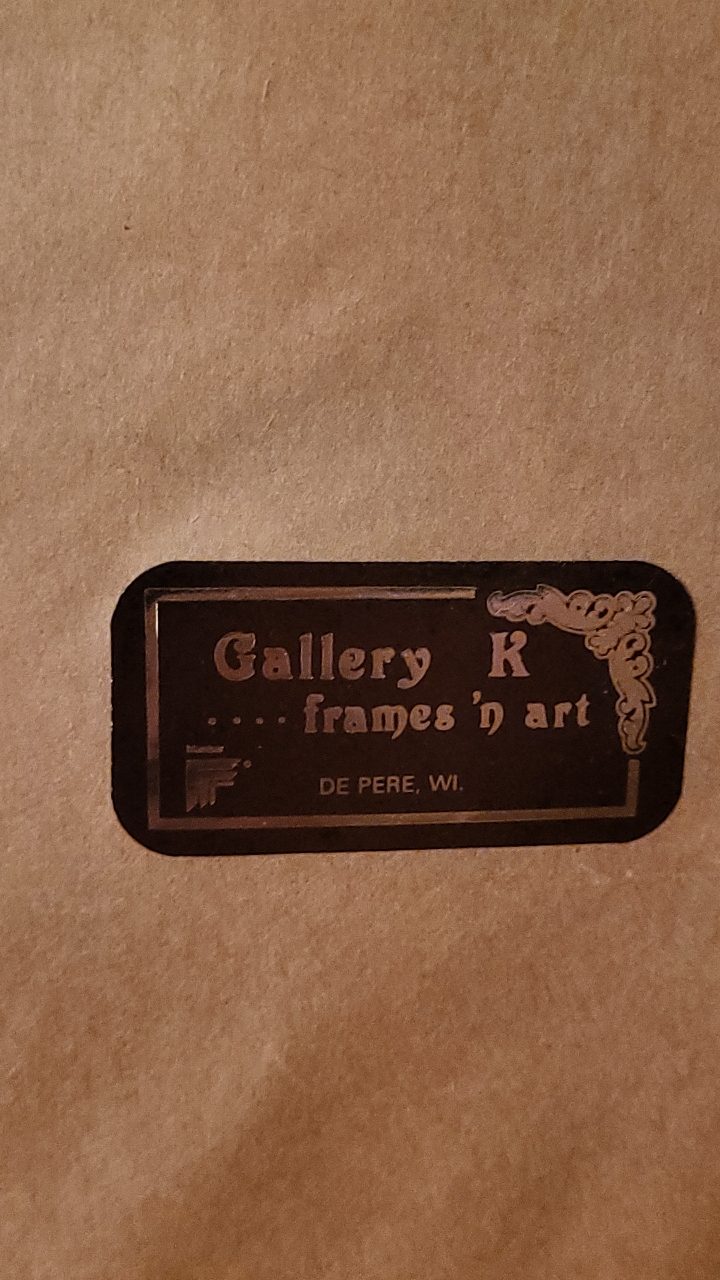 Gallery K
.... frames 'n art
DE PERE, WI.